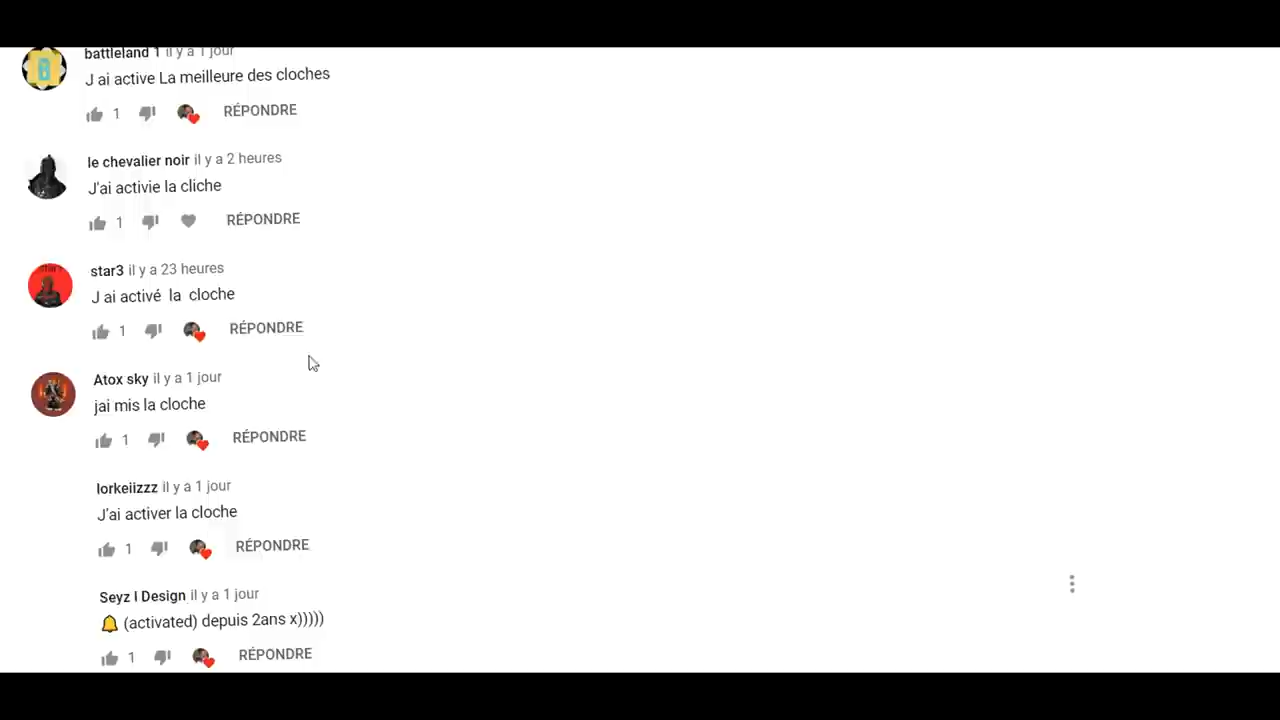 battleland 1 il y a 1 jour
J ai active La meilleure des cloches
1 RÉPONDRE
le chevalier noir il y a 2 heures
J'ai activie la cliche
1 RÉPONDRE
star3 il y a 23 heures
J ai activé la cloche
1 RÉPONDRE
Atox sky il y a 1 jour
jai mis la cloche
1 RÉPONDRE
lorkeiizzz il y a 1 jour
J'ai activer la cloche
1 RÉPONDRE
Seyz I Design il y a 1 jour
🔔 (activated) depuis 2ans x)))))
1 RÉPONDRE